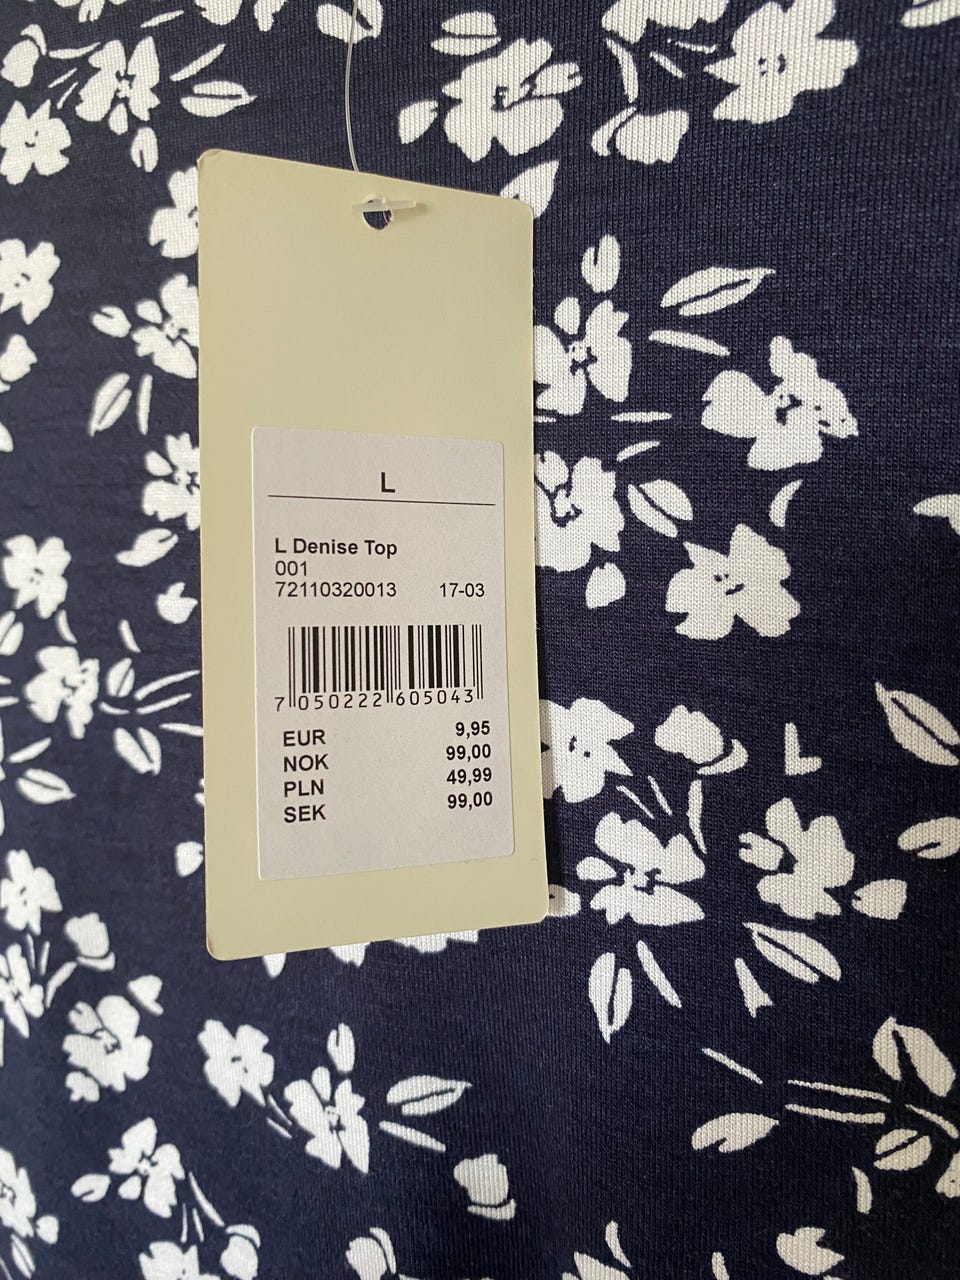 L
L Denise Top
001
72110320013 17-03
7 050222 605043
EUR 9,95
NOK 99,00
PLN 49,99
SEK 99,00